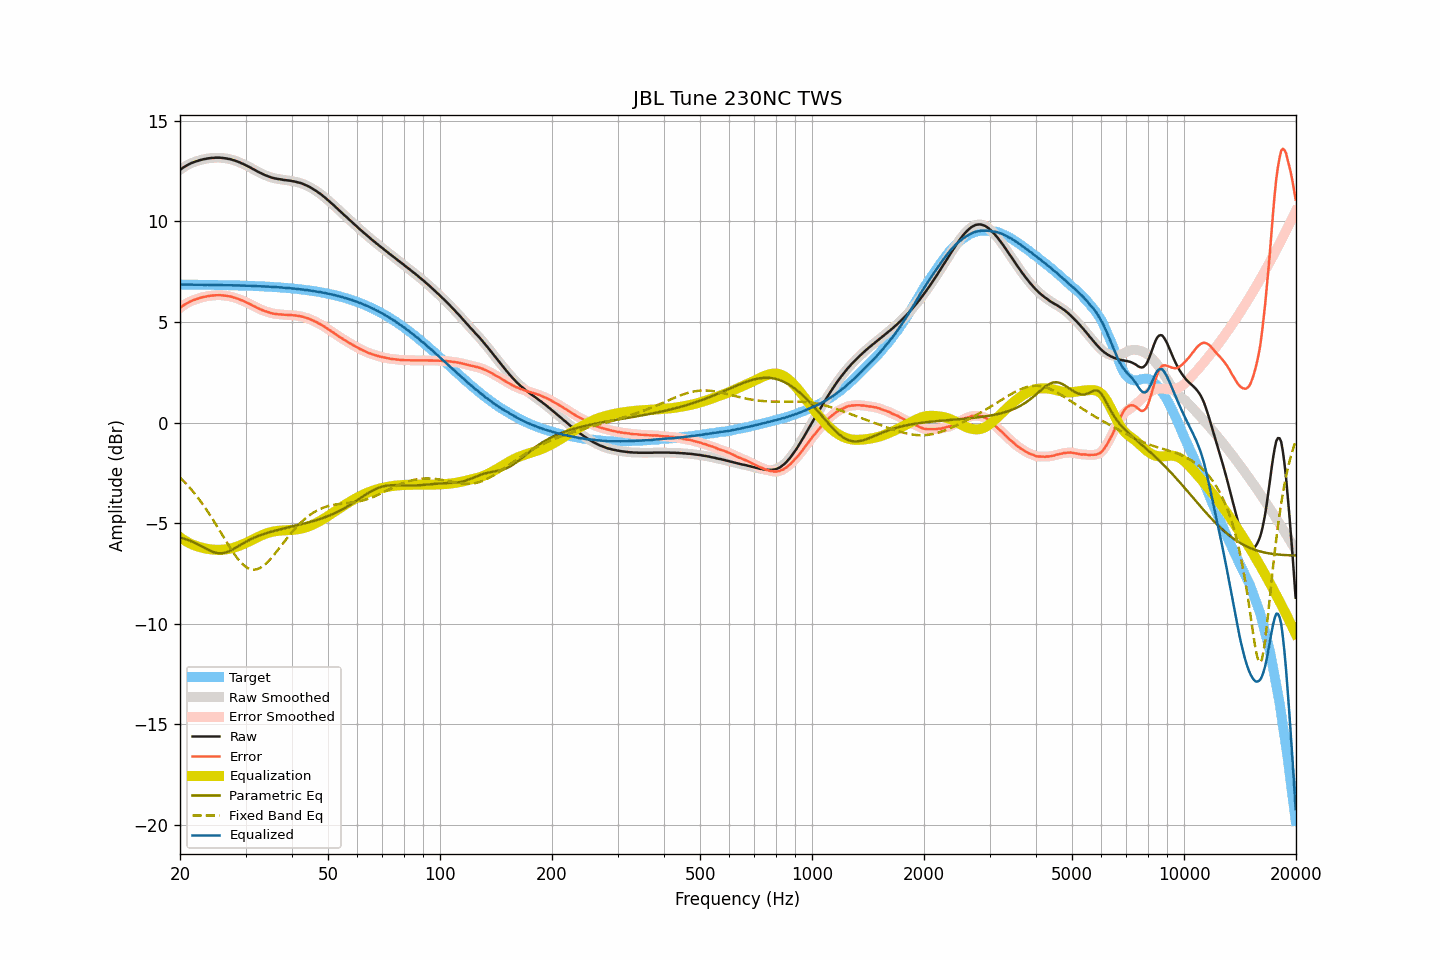 JBL Tune 230NC TWS
15
10
5
0
−5
−10
−15
−20
Amplitude (dBr)
Target
Raw Smoothed
Error Smoothed
Raw
Error
Equalization
Parametric Eq
Fixed Band Eq
Equalized
20 50 100 200 500 1000 2000 5000 10000 20000
Frequency (Hz)